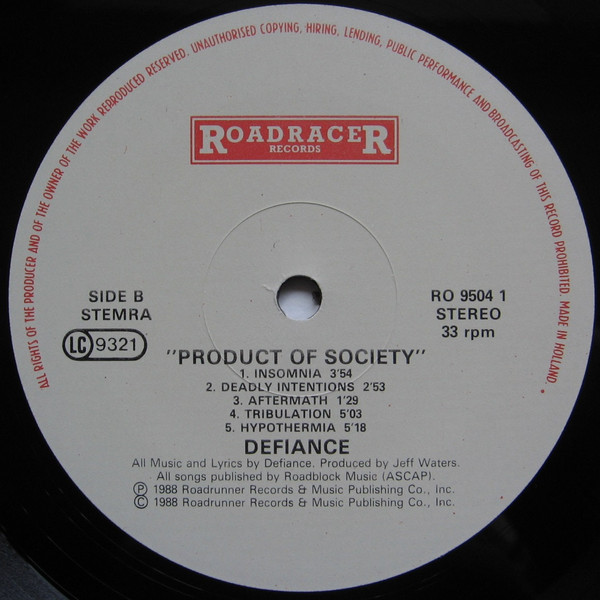 ALL RIGHTS OF THE PRODUCER AND OF THE OWNER OF THE WORK REPRODUCED RESERVED. UNAUTHORISED COPYING, HIRING, LENDING, PUBLIC PERFORMANCE AND BROADCASTING OF THIS RECORD PROHIBITED. MADE IN HOLLAND.
ROADRACER
RECORDS
SIDE B
STEMRA
LC 9321
RO 9504 1
STEREO
33 rpm
"PRODUCT OF SOCIETY"
1. INSOMNIA 3'54
2. DEADLY INTENTIONS 2'53
3. AFTERMATH 1'29
4. TRIBULATION 5'03
5. HYPOTHERMIA 5'18
DEFIANCE
All Music and Lyrics by Defiance. Produced by Jeff Waters.
All songs published by Roadblock Music (ASCAP).
Ⓟ 1988 Roadrunner Records & Music Publishing Co., Inc.
© 1988 Roadrunner Records & Music Publishing Co., Inc.